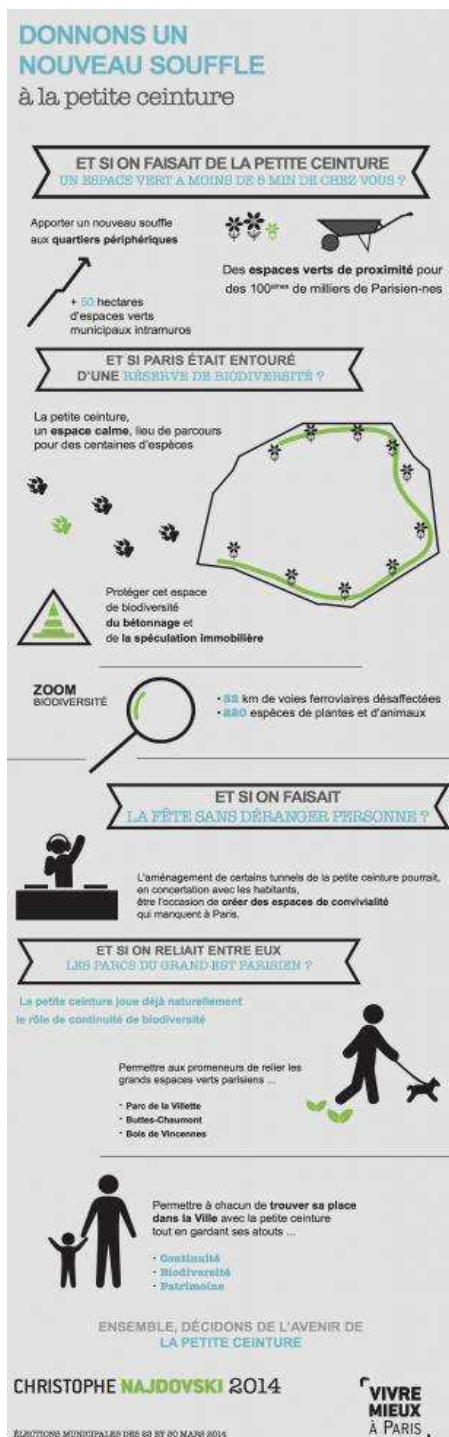 DONNONS UN
NOUVEAU SOUFFLE
à la petite ceinture
ET SI ON FAISAIT DE LA PETITE CEINTURE
UN ESPACE VERT A MOINS DE 5 MIN DE CHEZ VOUS ?
Apporter un nouveau souffle
aux quartiers périphériques
+ 50 hectares
d'espaces verts
municipaux intramuros
Des espaces verts de proximité pour
des 100aines de milliers de Parisien-nes
ET SI PARIS ÉTAIT ENTOURÉ
D'UNE RÉSERVE DE BIODIVERSITÉ ?
La petite ceinture,
un espace calme, lieu de parcours
pour des centaines d'espèces
Protéger cet espace
de biodiversité
du bétonnage et
de la spéculation immobilière
ZOOM
BIODIVERSITÉ
· 32 km de voies ferroviaires désaffectées
· 220 espèces de plantes et d'animaux
ET SI ON FAISAIT
LA FÊTE SANS DÉRANGER PERSONNE ?
L'aménagement de certains tunnels de la petite ceinture pourrait,
en concertation avec les habitants,
être l'occasion de créer des espaces de convivialité
qui manquent à Paris.
ET SI ON RELIAIT ENTRE EUX
LES PARCS DU GRAND EST PARISIEN ?
La petite ceinture joue déjà naturellement
le rôle de continuité de biodiversité
Permettre aux promeneurs de relier les
grands espaces verts parisiens ...
· Parc de la Villette
· Buttes-Chaumont
· Bois de Vincennes
Permettre à chacun de trouver sa place
dans la Ville avec la petite ceinture
tout en gardant ses atouts ...
· Continuité
· Biodiversité
· Patrimoine
ENSEMBLE, DÉCIDONS DE L'AVENIR DE
LA PETITE CEINTURE
CHRISTOPHE NAJDOVSKI 2014
VIVRE
MIEUX
À PARIS
ÉLECTIONS MUNICIPALES DES 23 ET 30 MARS 2014